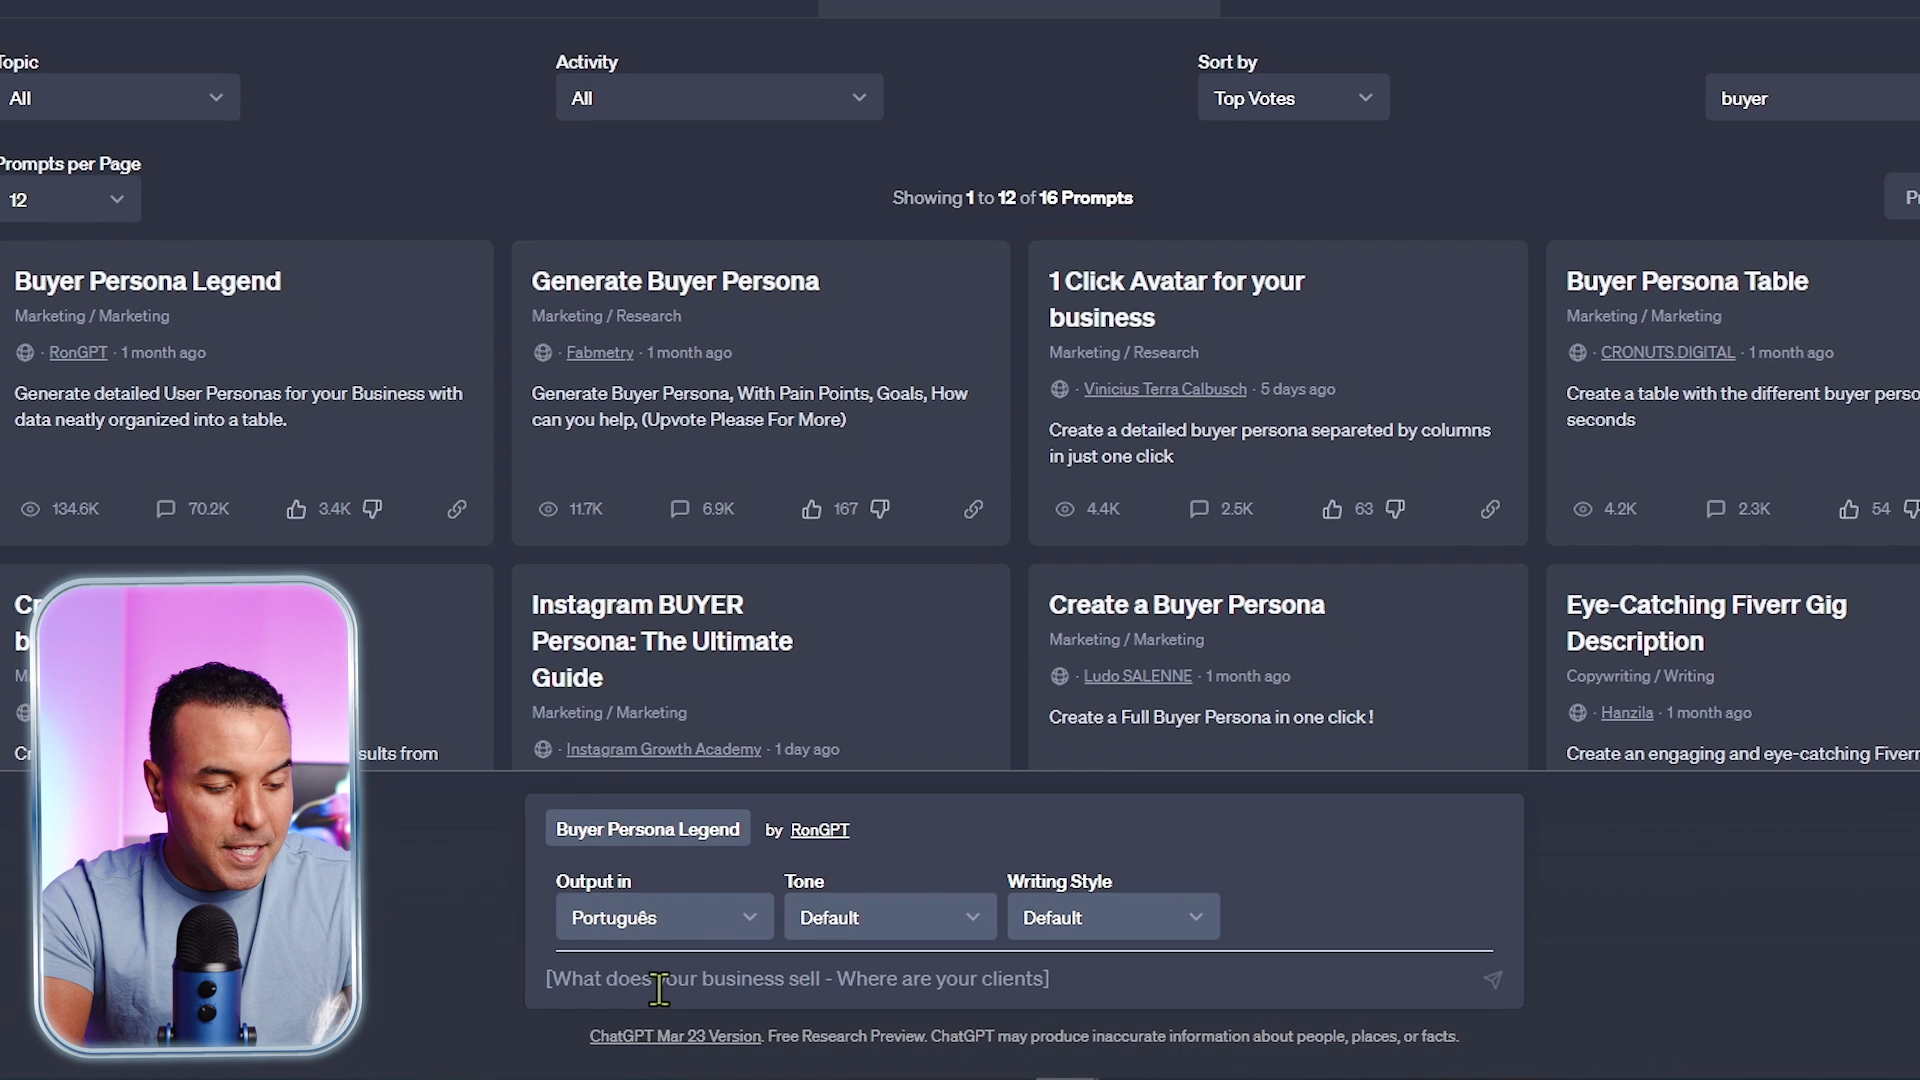 Topic
Activity
Sort by
All
All
Top Votes
buyer
Prompts per Page
12
Showing 1 to 12 of 16 Prompts
Buyer Persona Legend
Marketing / Marketing
· RonGPT · 1 month ago
Generate detailed User Personas for your Business with
data neatly organized into a table.
134.6K 70.2K 3.4K
Generate Buyer Persona
Marketing / Research
· Fabmetry · 1 month ago
Generate Buyer Persona, With Pain Points, Goals, How
can you help, (Upvote Please For More)
11.7K 6.9K 167
1 Click Avatar for your
business
Marketing / Research
· Vinicius Terra Calbusch · 5 days ago
Create a detailed buyer persona separeted by columns
in just one click
4.4K 2.5K 63
Buyer Persona Table
Marketing / Marketing
· CRONUTS.DIGITAL · 1 month ago
Create a table with the different buyer perso
seconds
4.2K 2.3K 54
sults from
Instagram BUYER
Persona: The Ultimate
Guide
Marketing / Marketing
· Instagram Growth Academy · 1 day ago
Create a Buyer Persona
Marketing / Marketing
· Ludo SALENNE · 1 month ago
Create a Full Buyer Persona in one click !
Eye-Catching Fiverr Gig
Description
Copywriting / Writing
· Hanzila · 1 month ago
Create an engaging and eye-catching Fiverr
Buyer Persona Legend by RonGPT
Output in
Tone
Writing Style
Português
Default
Default
[What does your business sell - Where are your clients]
ChatGPT Mar 23 Version. Free Research Preview. ChatGPT may produce inaccurate information about people, places, or facts.